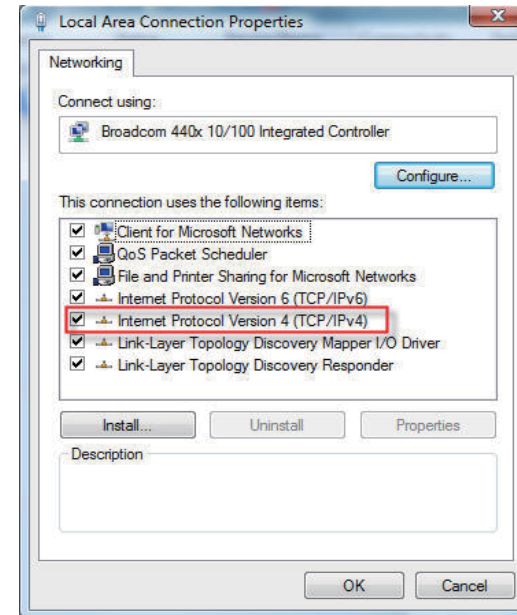 Local Area Connection Properties
Networking
Connect using:
Broadcom 440x 10/100 Integrated Controller
Configure...
This connection uses the following items:
Client for Microsoft Networks
QoS Packet Scheduler
File and Printer Sharing for Microsoft Networks
Internet Protocol Version 6 (TCP/IPv6)
Internet Protocol Version 4 (TCP/IPv4)
Link-Layer Topology Discovery Mapper I/O Driver
Link-Layer Topology Discovery Responder
Install... Uninstall Properties
Description
OK Cancel